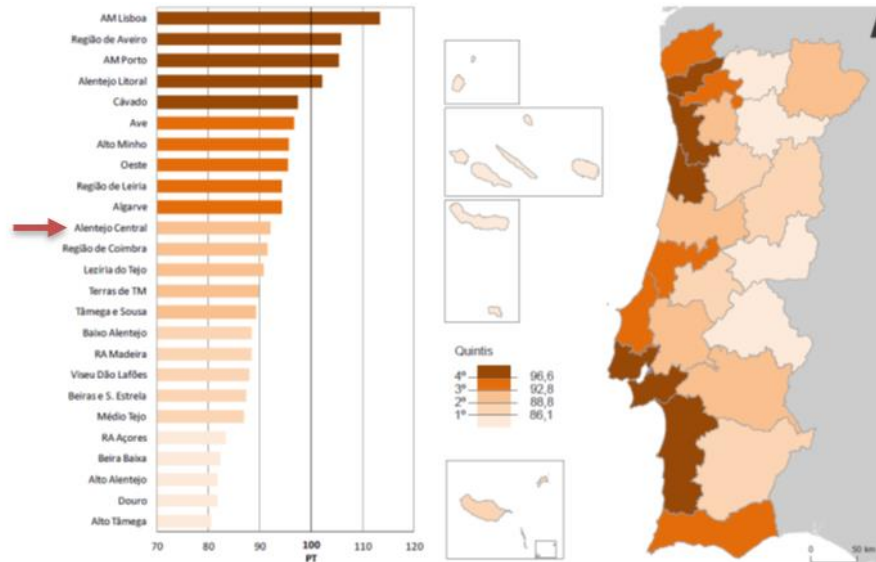 AM Lisboa
Região de Aveiro
AM Porto
Alentejo Litoral
Cávado
Ave
Alto Minho
Oeste
Região de Leiria
Algarve
Alentejo Central
Região de Coimbra
Lezíria do Tejo
Terras de TM
Tâmega e Sousa
Baixo Alentejo
RA Madeira
Viseu Dão Lafões
Beiras e S. Estrela
Médio Tejo
RA Açores
Beira Baixa
Alto Alentejo
Douro
Alto Tâmega
70 80 90 100 110 120
PT
Quintis
4º 96,6
3º 92,8
2º 88,8
1º 86,1
0 50 km